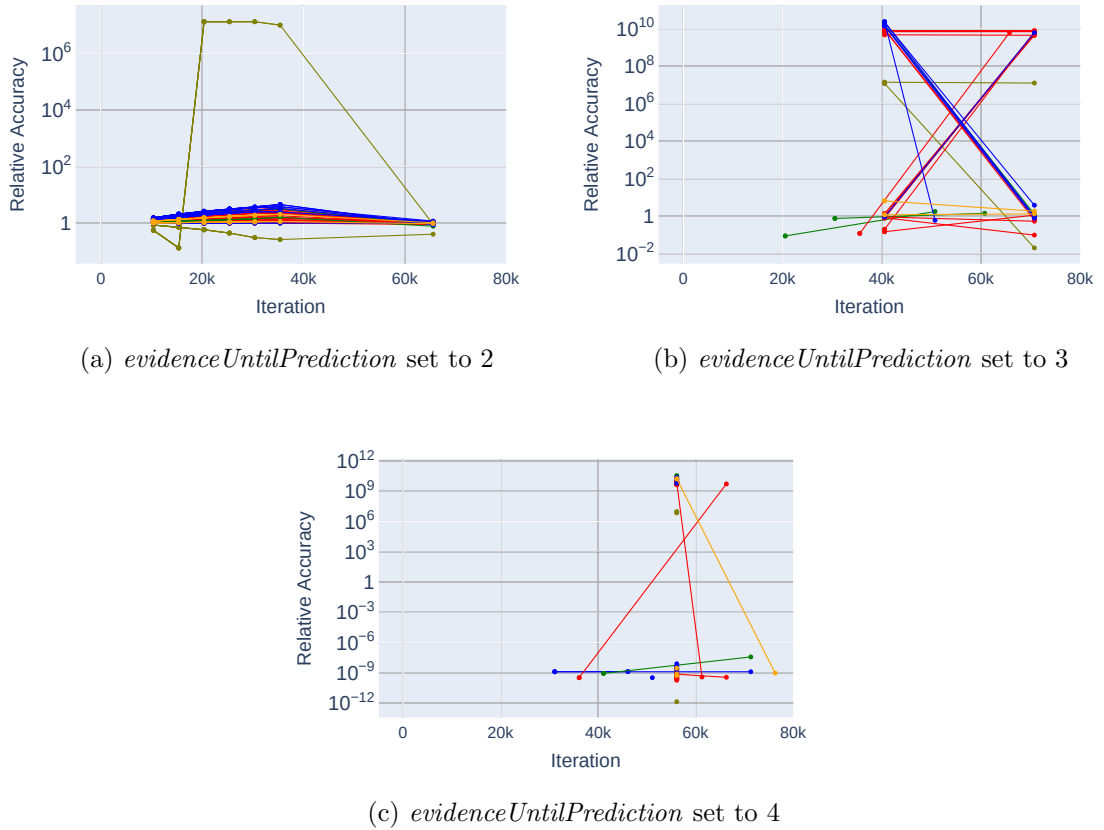 10^6
10^4
10^2
1
Relative Accuracy
0
20k
40k
60k
80k
Iteration
(a) evidenceUntilPrediction set to 2
10^10
10^8
10^6
10^4
10^2
1
10^−2
Relative Accuracy
0
20k
40k
60k
80k
Iteration
(b) evidenceUntilPrediction set to 3
10^12
10^9
10^6
10^3
1
10^−3
10^−6
10^−9
10^−12
Relative Accuracy
0
20k
40k
60k
80k
Iteration
(c) evidenceUntilPrediction set to 4